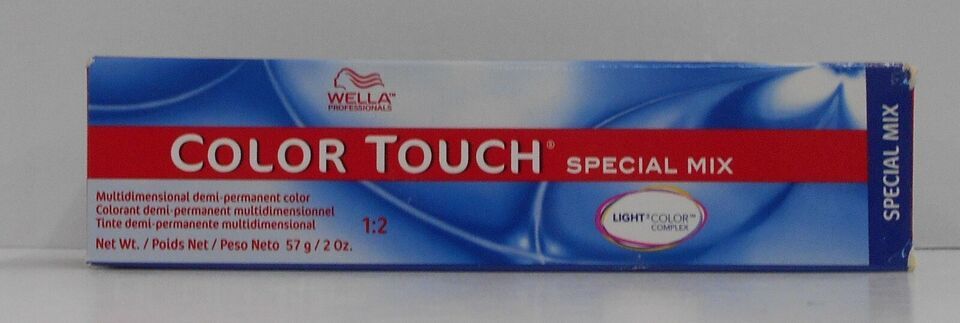 WELLA™
PROFESSIONALS
COLOR TOUCH® SPECIAL MIX
Multidimensional demi-permanent color
Colorant demi-permanent multidimensionnel
Tinte demi-permanente multidimensional
1:2
Net Wt. / Poids Net / Peso Neto 57 g / 2 Oz.
LIGHT²COLOR™
COMPLEX
SPECIAL MIX